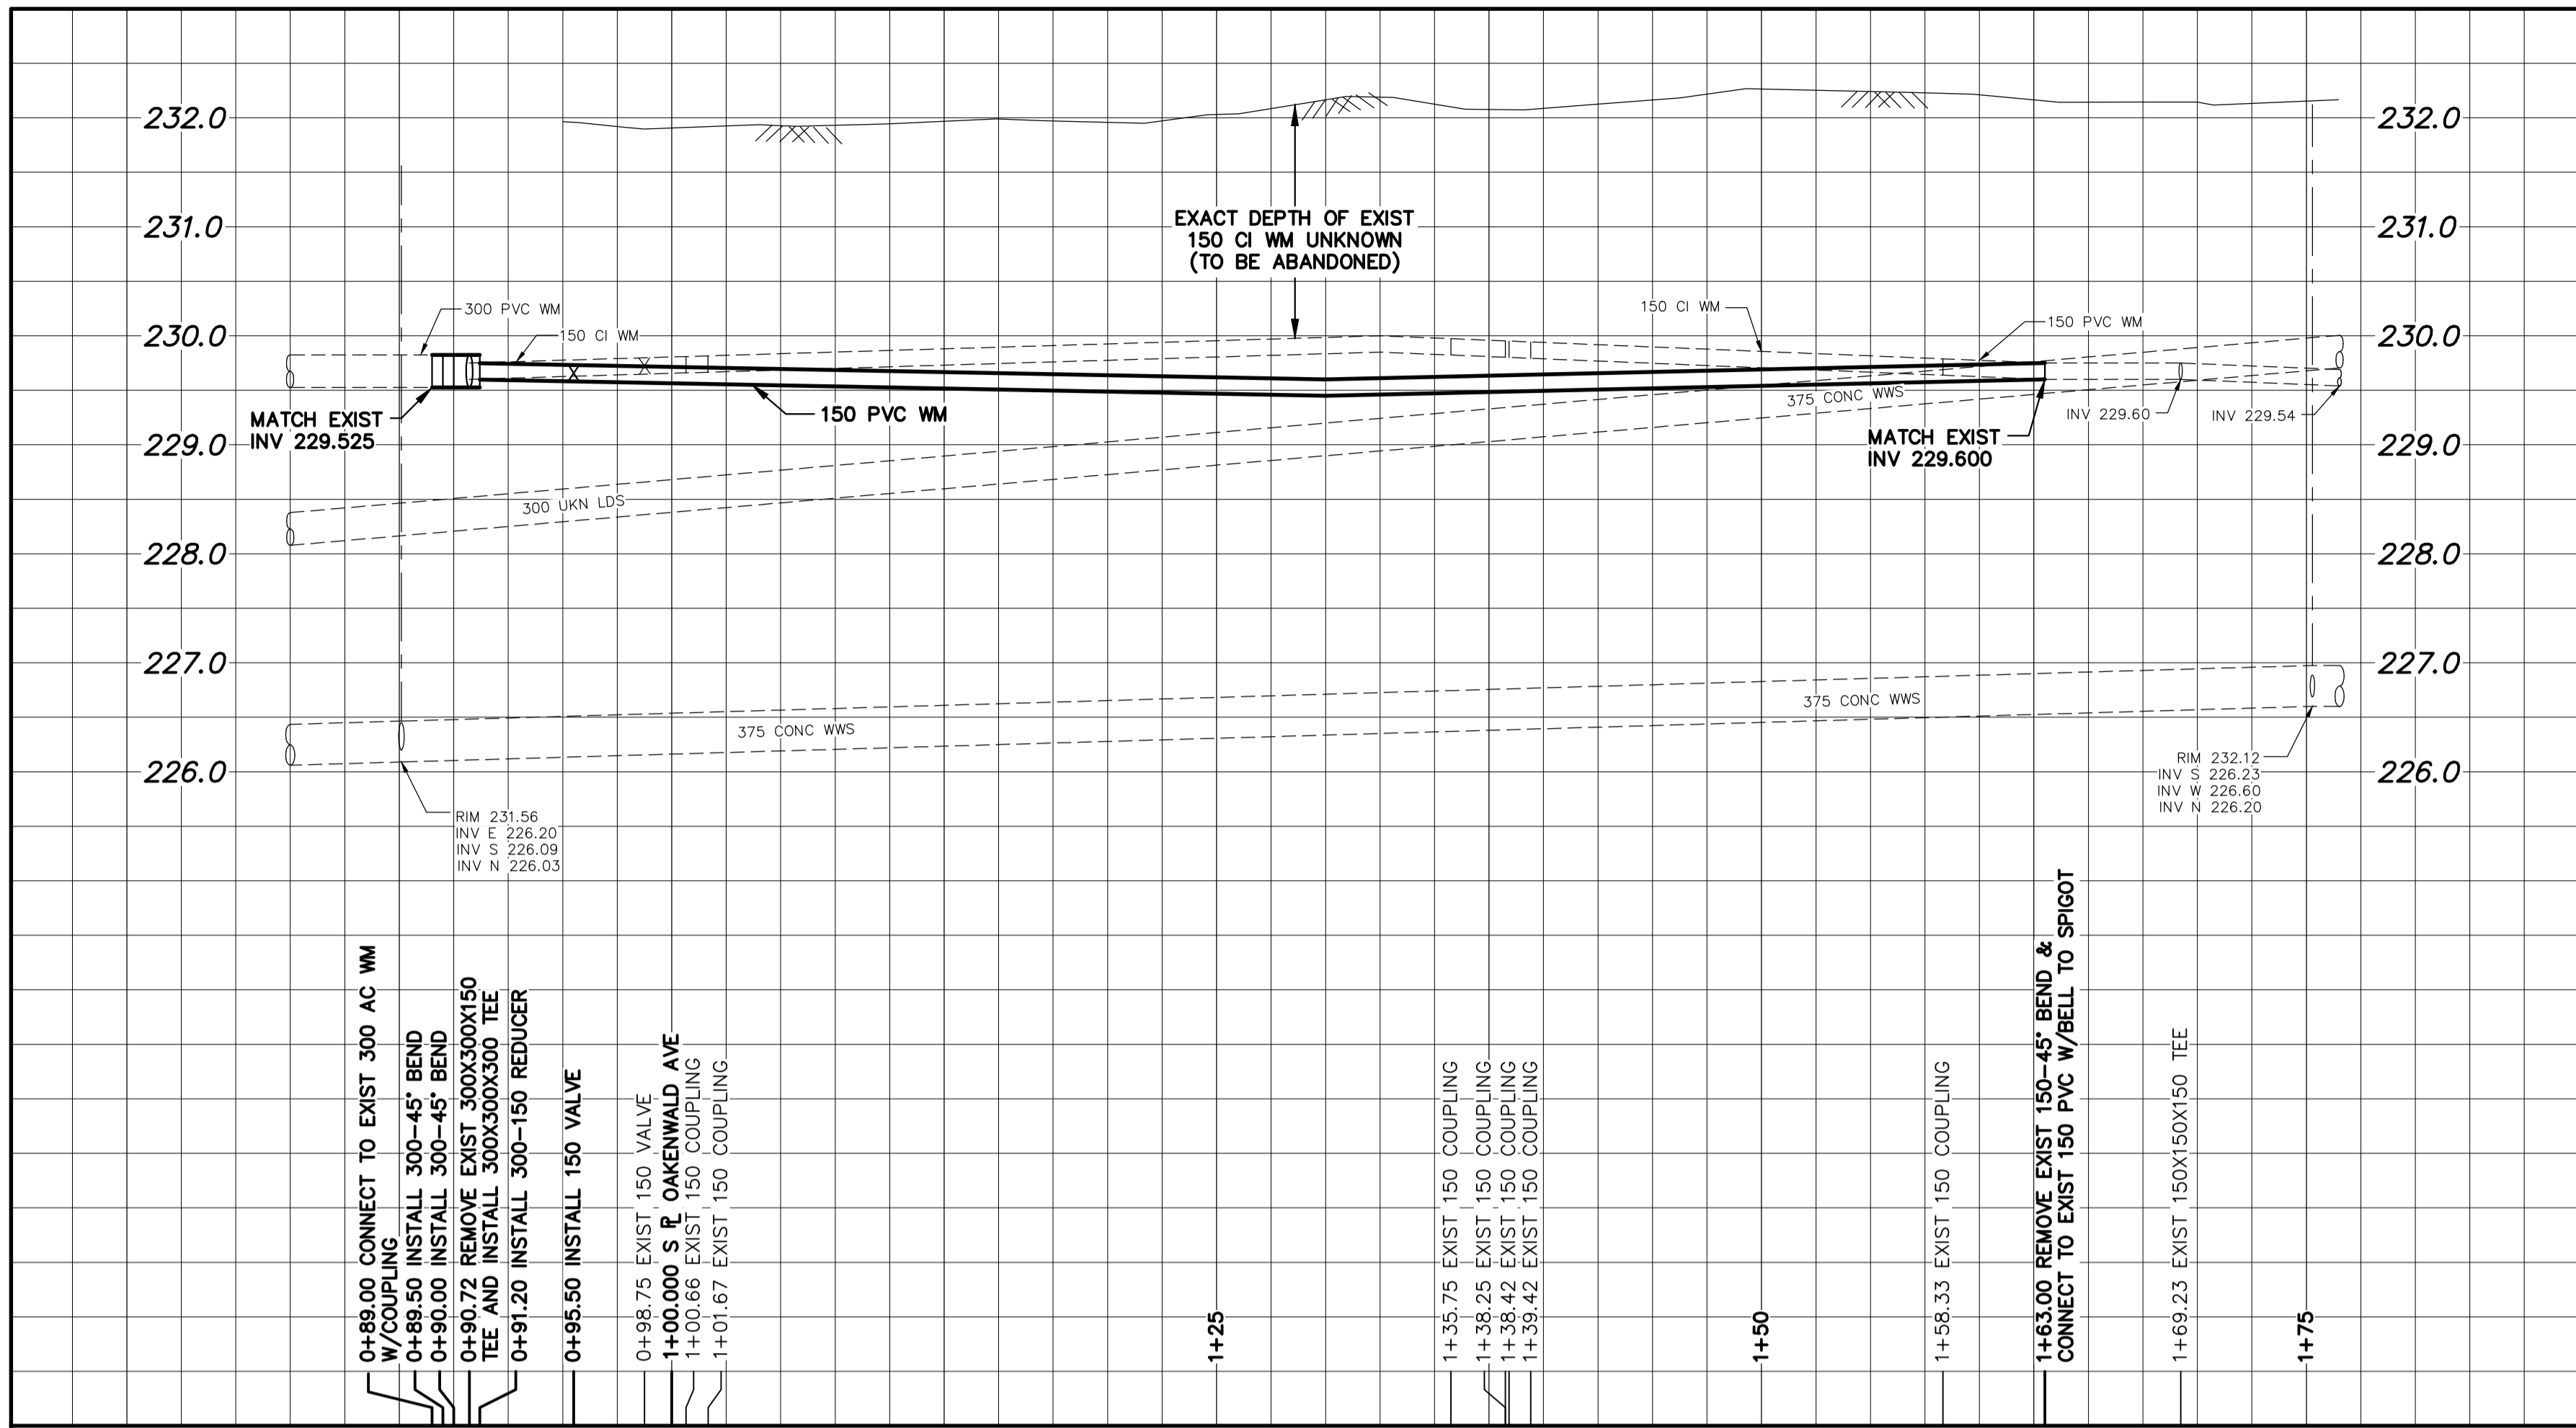 232.0
232.0
231.0
231.0
EXACT DEPTH OF EXIST
150 CI WM UNKNOWN
(TO BE ABANDONED)
300 PVC WM
150 CI WM
150 CI WM
150 PVC WM
230.0
230.0
MATCH EXIST
INV 229.525
150 PVC WM
375 CONC WWS
INV 229.60
INV 229.54
MATCH EXIST
INV 229.600
229.0
229.0
300 UKN LDS
228.0
228.0
227.0
227.0
375 CONC WWS
375 CONC WWS
226.0
226.0
RIM 231.56
INV E 226.20
INV S 226.09
INV N 226.03
RIM 232.12
INV S 226.23
INV W 226.60
INV N 226.20
0+89.00 CONNECT TO EXIST 300 AC WM
W/COUPLING
0+89.50 INSTALL 300-45° BEND
0+90.00 INSTALL 300-45° BEND
0+90.72 REMOVE EXIST 300X300X150
TEE AND INSTALL 300X300X300 TEE
0+91.20 INSTALL 300-150 REDUCER
0+95.50 INSTALL 150 VALVE
0+98.75 EXIST 150 VALVE
1+00.000 S PL OAKENWALD AVE
1+00.66 EXIST 150 COUPLING
1+01.67 EXIST 150 COUPLING
1+25
1+35.75 EXIST 150 COUPLING
1+38.25 EXIST 150 COUPLING
1+38.42 EXIST 150 COUPLING
1+39.42 EXIST 150 COUPLING
1+50
1+58.33 EXIST 150 COUPLING
1+63.00 REMOVE EXIST 150-45° BEND &
CONNECT TO EXIST 150 PVC W/BELL TO SPIGOT
1+69.23 EXIST 150X150X150 TEE
1+75